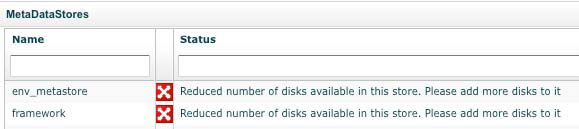 MetaDataStores
Name Status
env_metastore Reduced number of disks available in this store. Please add more disks to it
framework Reduced number of disks available in this store. Please add more disks to it